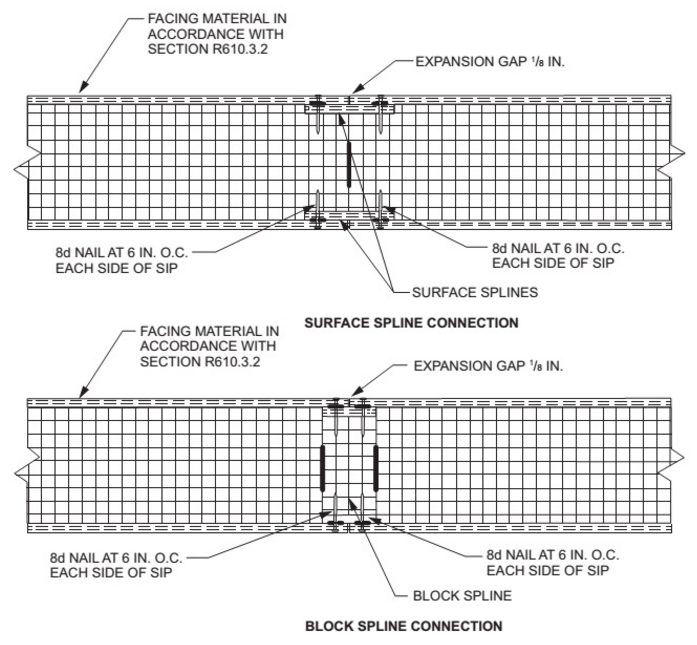 FACING MATERIAL IN
ACCORDANCE WITH
SECTION R610.3.2
EXPANSION GAP 1/8 IN.
8d NAIL AT 6 IN. O.C.
EACH SIDE OF SIP
8d NAIL AT 6 IN. O.C.
EACH SIDE OF SIP
SURFACE SPLINES
SURFACE SPLINE CONNECTION
FACING MATERIAL IN
ACCORDANCE WITH
SECTION R610.3.2
EXPANSION GAP 1/8 IN.
8d NAIL AT 6 IN. O.C.
EACH SIDE OF SIP
8d NAIL AT 6 IN. O.C.
EACH SIDE OF SIP
BLOCK SPLINE
BLOCK SPLINE CONNECTION